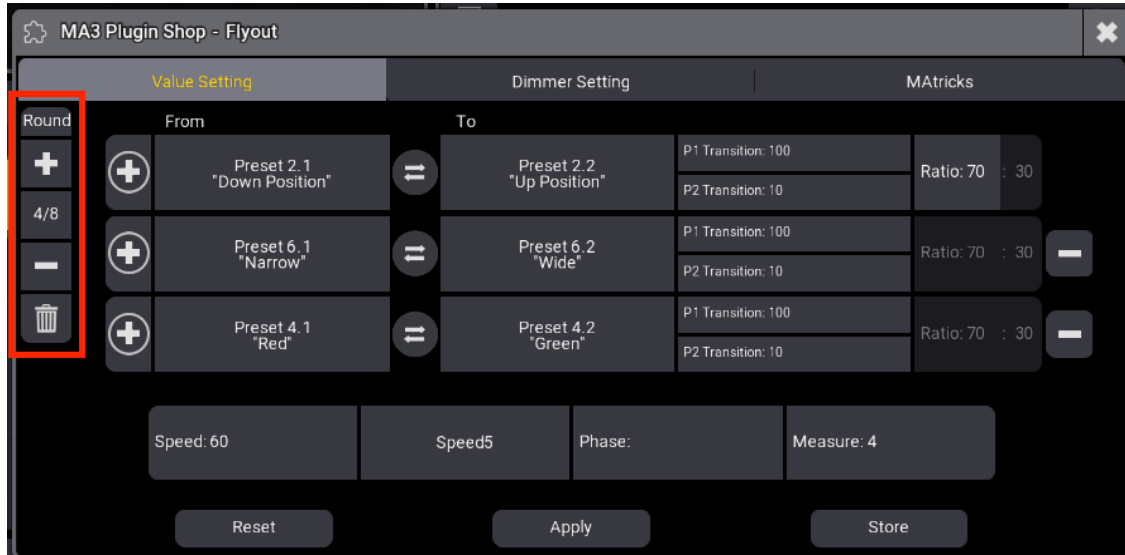 MA3 Plugin Shop - Flyout
Value Setting
Dimmer Setting
MAtricks
Round
From
To
4/8
Preset 2.1
"Down Position"
Preset 2.2
"Up Position"
P1 Transition: 100
P2 Transition: 10
Ratio: 70 : 30
Preset 6.1
"Narrow"
Preset 6.2
"Wide"
P1 Transition: 100
P2 Transition: 10
Ratio: 70 : 30
Preset 4.1
"Red"
Preset 4.2
"Green"
P1 Transition: 100
P2 Transition: 10
Ratio: 70 : 30
Speed: 60
Speed5
Phase:
Measure: 4
Reset
Apply
Store